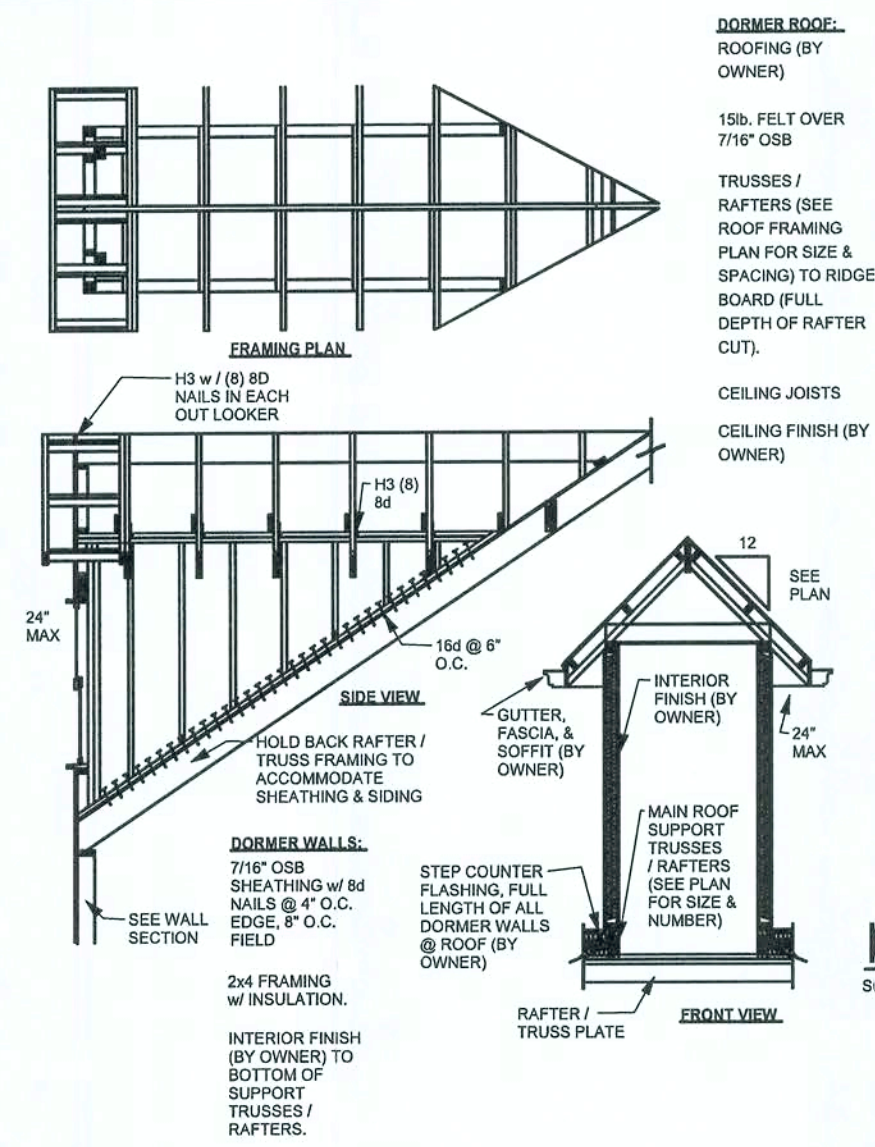 DORMER ROOF:
ROOFING (BY
OWNER)
15lb. FELT OVER
7/16" OSB
TRUSSES /
RAFTERS (SEE
ROOF FRAMING
PLAN FOR SIZE &
SPACING) TO RIDGE
BOARD (FULL
DEPTH OF RAFTER
CUT).
CEILING JOISTS
CEILING FINISH (BY
OWNER)
FRAMING PLAN
H3 w / (8) 8D
NAILS IN EACH
OUT LOOKER
H3 (8)
8d
24"
MAX
16d @ 6"
O.C.
SIDE VIEW
HOLD BACK RAFTER /
TRUSS FRAMING TO
ACCOMMODATE
SHEATHING & SIDING
SEE WALL
SECTION
DORMER WALLS:
7/16" OSB
SHEATHING w/ 8d
NAILS @ 4" O.C.
EDGE, 8" O.C.
FIELD
2x4 FRAMING
w/ INSULATION.
INTERIOR FINISH
(BY OWNER) TO
BOTTOM OF
SUPPORT
TRUSSES /
RAFTERS.
12
SEE
PLAN
INTERIOR
FINISH (BY
OWNER)
GUTTER,
FASCIA, &
SOFFIT (BY
OWNER)
24"
MAX
MAIN ROOF
SUPPORT
TRUSSES
/ RAFTERS
(SEE PLAN
FOR SIZE &
NUMBER)
STEP COUNTER
FLASHING, FULL
LENGTH OF ALL
DORMER WALLS
@ ROOF (BY
OWNER)
RAFTER /
TRUSS PLATE
FRONT VIEW